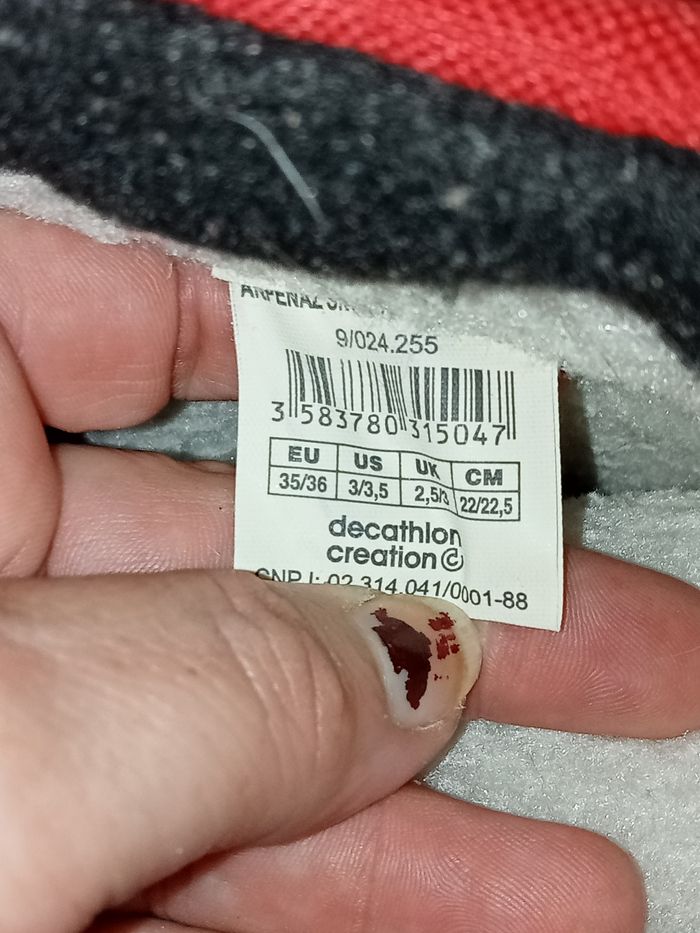 ARPENAZ
9/024.255
3 583780 315047
EU US UK CM
35/36 3/3,5 2,5/3 22/22,5
decathlon
creation ©
CNPJ: 02.314.041/0001-88